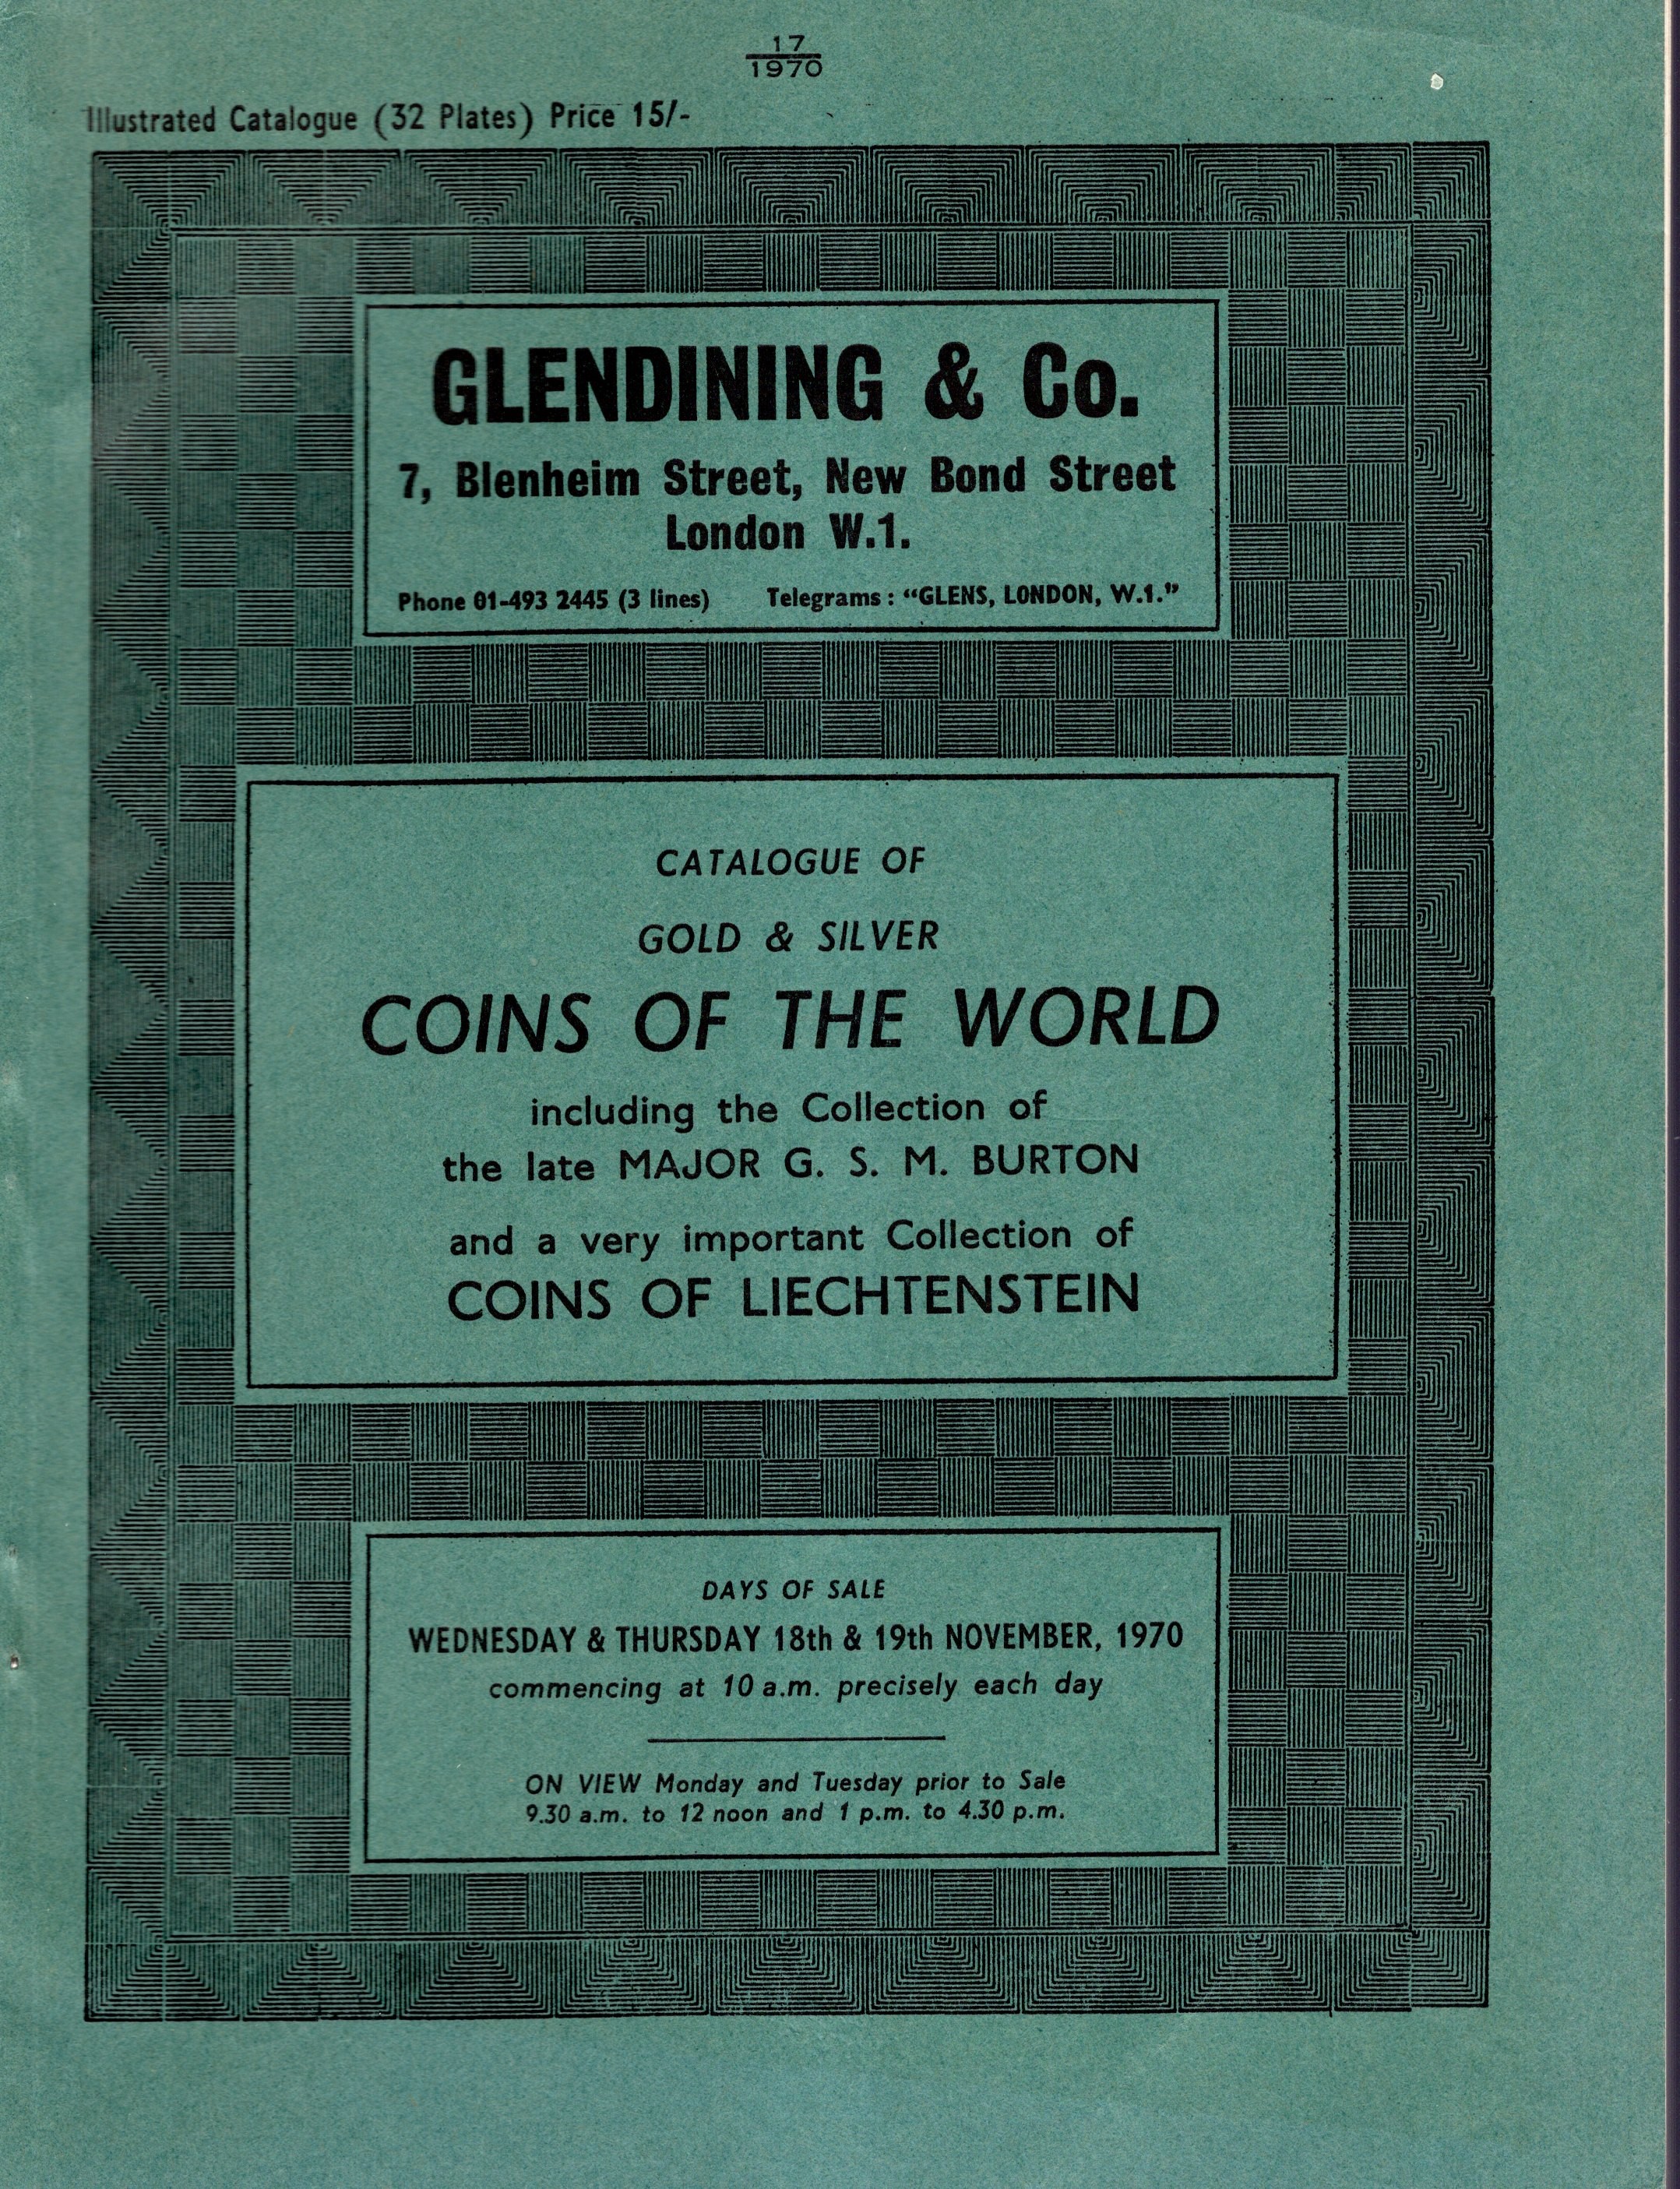 17
1970
Illustrated Catalogue (32 Plates) Price 15/-
GLENDINING & Co.
7, Blenheim Street, New Bond Street
London W.1.
Phone 01-493 2445 (3 lines) Telegrams : “GLENS, LONDON, W.1.”
CATALOGUE OF
GOLD & SILVER
COINS OF THE WORLD
including the Collection of
the late MAJOR G. S. M. BURTON
and a very important Collection of
COINS OF LIECHTENSTEIN
DAYS OF SALE
WEDNESDAY & THURSDAY 18th & 19th NOVEMBER, 1970
commencing at 10 a.m. precisely each day
ON VIEW Monday and Tuesday prior to Sale
9.30 a.m. to 12 noon and 1 p.m. to 4.30 p.m.